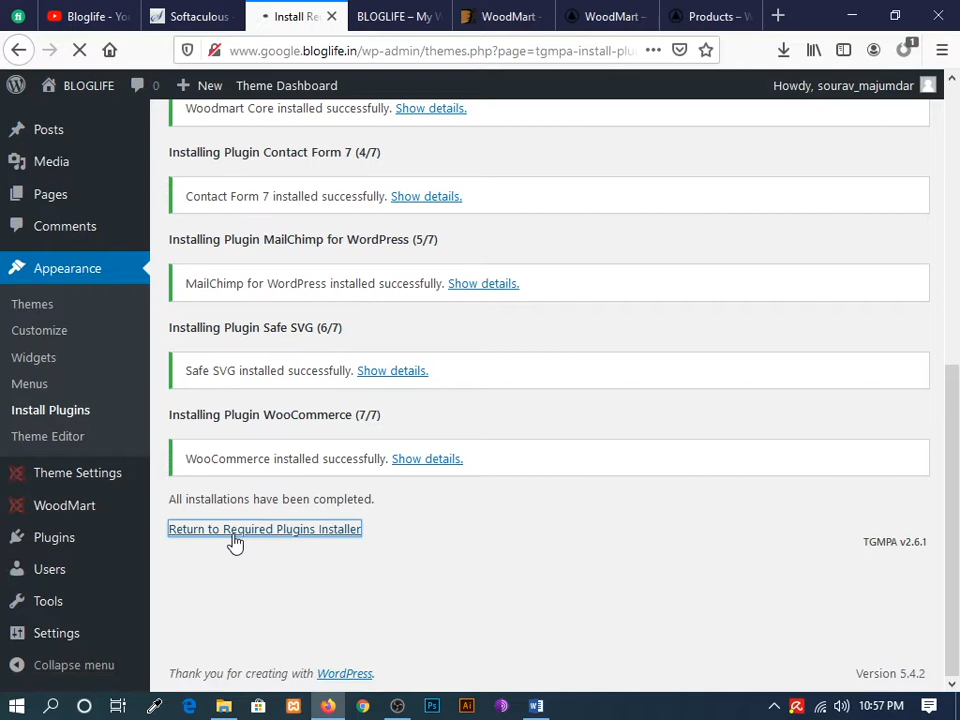 Bloglife - Yo
Softaculous
Install Re
BLOGLIFE – My W
WoodMart -
WoodMart –
Products – W
www.google.bloglife.in/wp-admin/themes.php?page=tgmpa-install-plu
1
BLOGLIFE
0
New
Theme Dashboard
Howdy, sourav_majumdar
Posts
Media
Pages
Comments
Appearance
Themes
Customize
Widgets
Menus
Install Plugins
Theme Editor
Theme Settings
WoodMart
Plugins
Users
Tools
Settings
Collapse menu
Woodmart Core installed successfully. Show details.
Installing Plugin Contact Form 7 (4/7)
Contact Form 7 installed successfully. Show details.
Installing Plugin MailChimp for WordPress (5/7)
MailChimp for WordPress installed successfully. Show details.
Installing Plugin Safe SVG (6/7)
Safe SVG installed successfully. Show details.
Installing Plugin WooCommerce (7/7)
WooCommerce installed successfully. Show details.
All installations have been completed.
Return to Required Plugins Installer
TGMPA v2.6.1
Thank you for creating with WordPress.
Version 5.4.2
10:57 PM